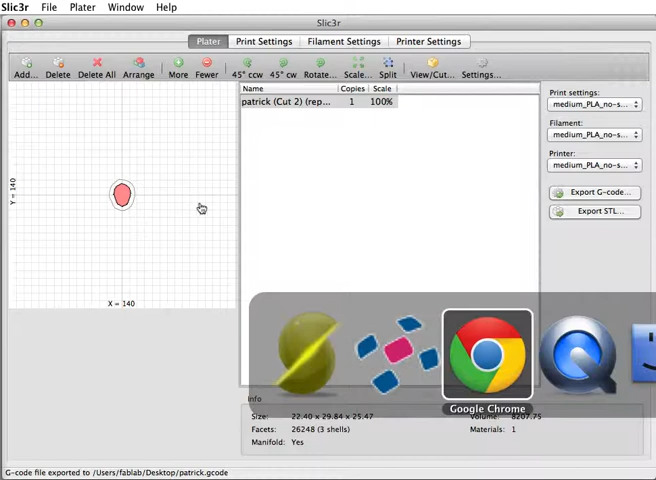 Slic3r File Plater Window Help
Slic3r
Plater Print Settings Filament Settings Printer Settings
Add... Delete Delete All Arrange More Fewer 45° ccw 45° cw Rotate... Scale... Split View/Cut... Settings...
Name Copies Scale
patrick (Cut 2) (rep... 1 100%
Print settings:
medium_PLA_no-s...
Filament:
medium_PLA_no-s...
Printer:
medium_PLA_no-s...
Export G-code...
Export STL...
Y = 140
X = 140
Google Chrome
Info
Size: 22.40 x 29.84 x 25.47 Volume: 8207.75
Facets: 26248 (3 shells) Materials: 1
Manifold: Yes
G-code file exported to /Users/fablab/Desktop/patrick.gcode